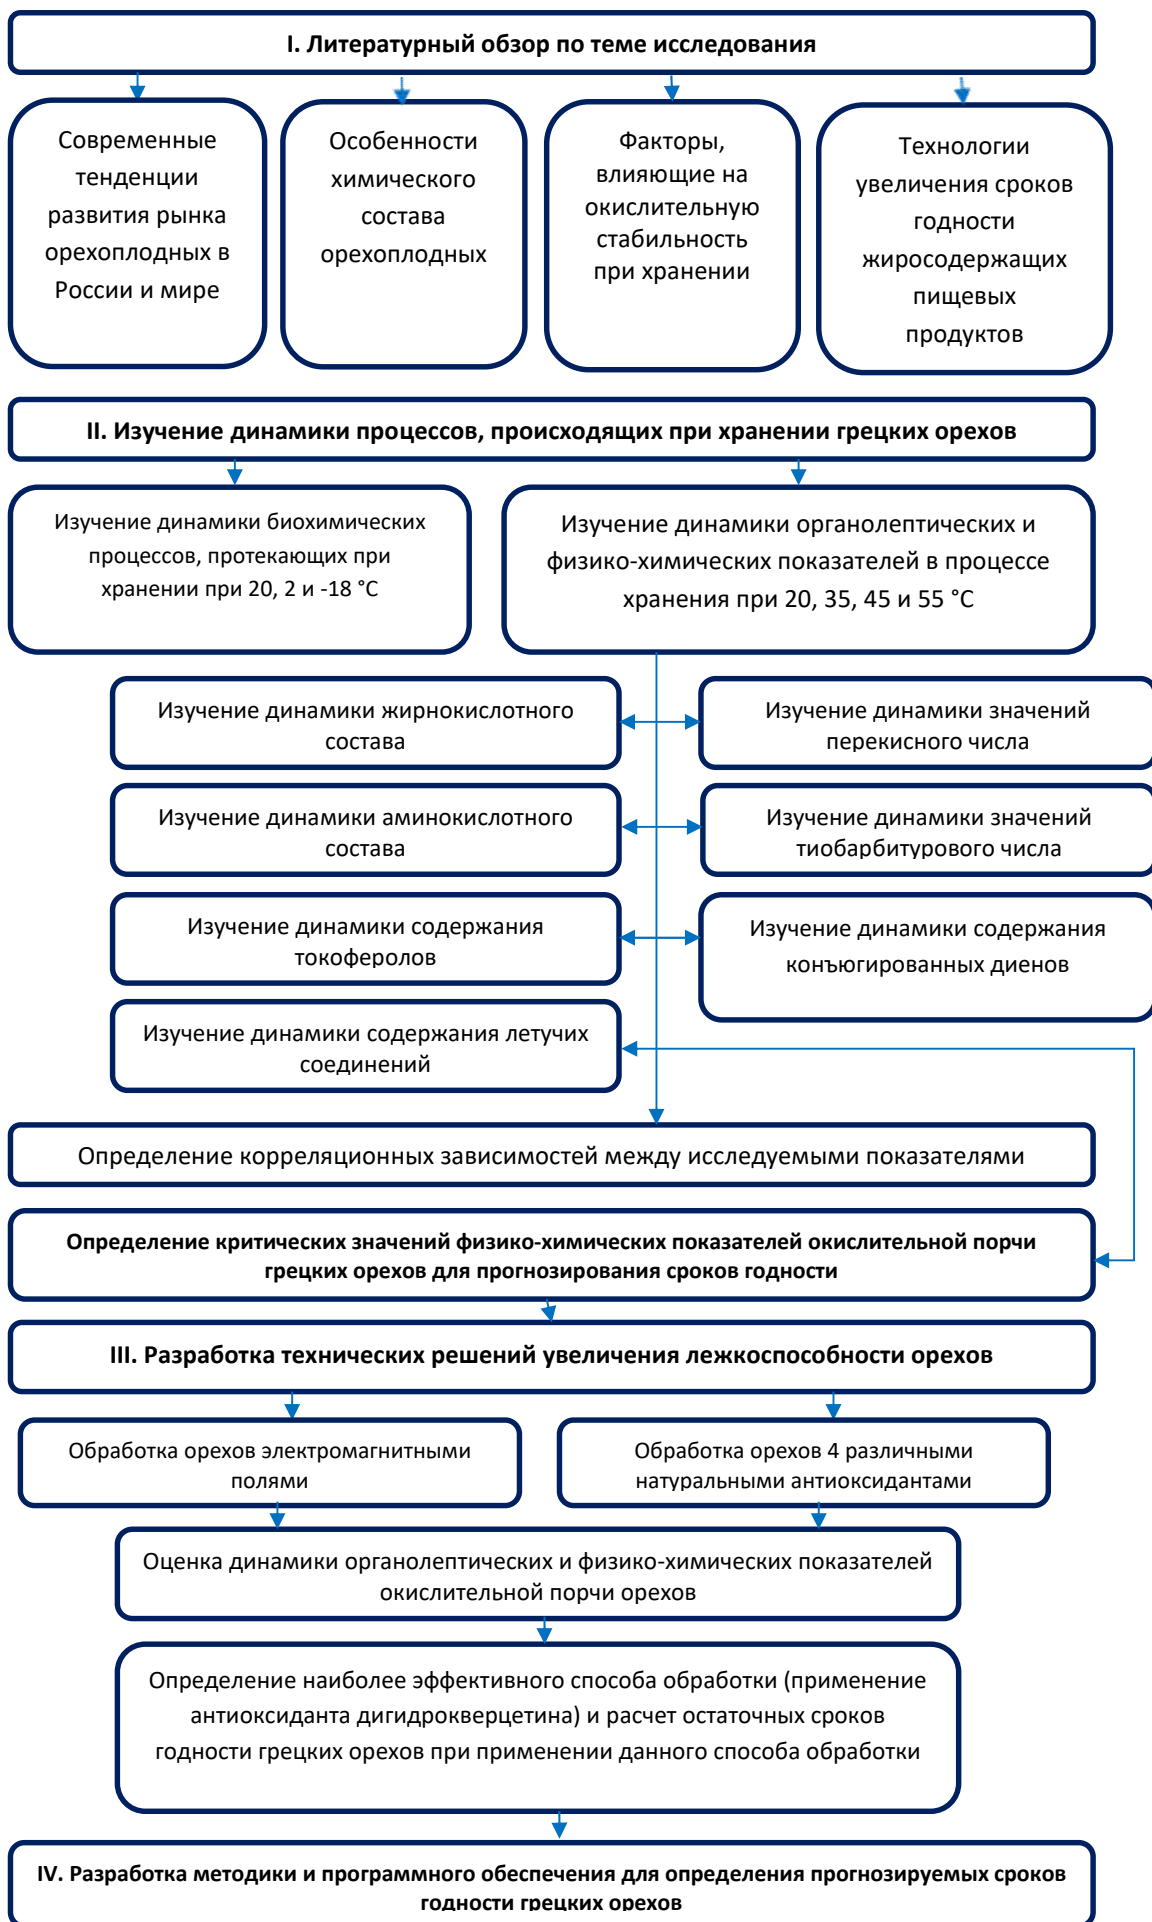 I. Литературный обзор по теме исследования
Современные
тенденции
развития рынка
орехоплодных в
России и мире
Особенности
химического
состава
орехоплодных
Факторы,
влияющие на
окислительную
стабильность
при хранении
Технологии
увеличения сроков
годности
жиросодержащих
пищевых
продуктов
II. Изучение динамики процессов, происходящих при хранении грецких орехов
Изучение динамики биохимических
процессов, протекающих при
хранении при 20, 2 и -18 °С
Изучение динамики органолептических и
физико-химических показателей в процессе
хранения при 20, 35, 45 и 55 °С
Изучение динамики жирнокислотного
состава
Изучение динамики значений
перекисного числа
Изучение динамики аминокислотного
состава
Изучение динамики значений
тиобарбитурового числа
Изучение динамики содержания
токоферолов
Изучение динамики содержания
конъюгированных диенов
Изучение динамики содержания летучих
соединений
Определение корреляционных зависимостей между исследуемыми показателями
Определение критических значений физико-химических показателей окислительной порчи
грецких орехов для прогнозирования сроков годности
III. Разработка технических решений увеличения лежкоспособности орехов
Обработка орехов электромагнитными
полями
Обработка орехов 4 различными
натуральными антиоксидантами
Оценка динамики органолептических и физико-химических показателей
окислительной порчи орехов
Определение наиболее эффективного способа обработки (применение
антиоксиданта дигидрокверцетина) и расчет остаточных сроков
годности грецких орехов при применении данного способа обработки
IV. Разработка методики и программного обеспечения для определения прогнозируемых сроков
годности грецких орехов